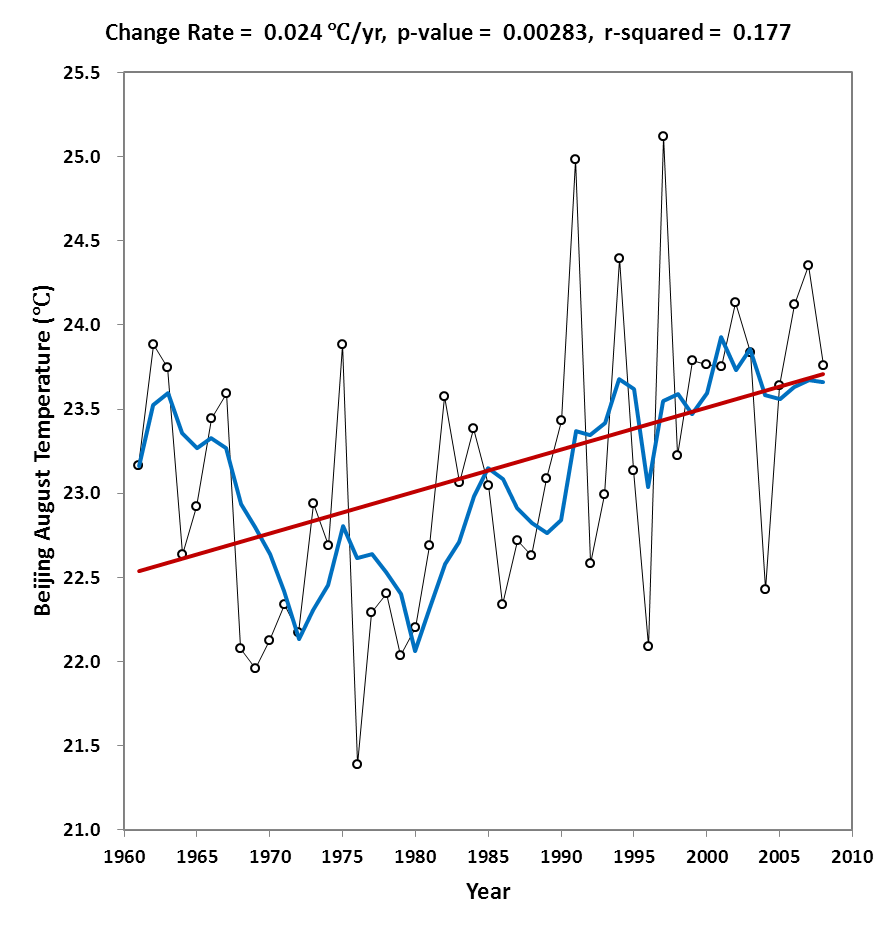 Change Rate = 0.024 ℃/yr, p-value = 0.00283, r-squared = 0.177
25.5
25.0
24.5
24.0
23.5
23.0
22.5
22.0
21.5
21.0
Beijing August Temperature (℃)
1960 1965 1970 1975 1980 1985 1990 1995 2000 2005 2010
Year